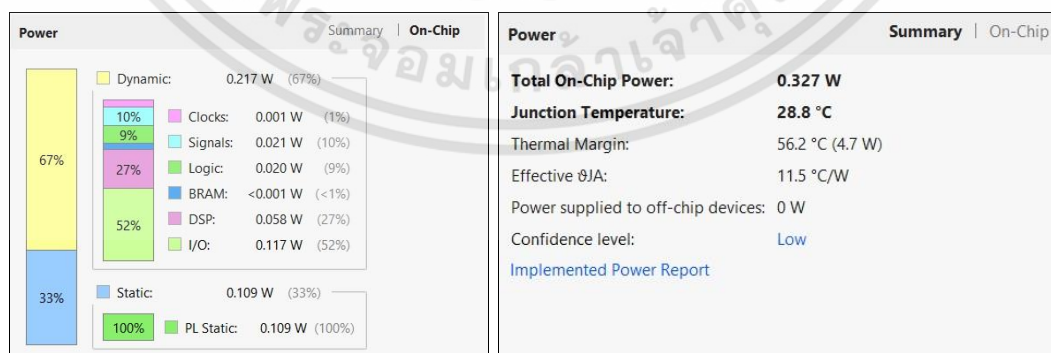 Power Summary | On-Chip
67%
33%
Dynamic: 0.217 W (67%)
10%
9%
27%
52%
Clocks: 0.001 W (1%)
Signals: 0.021 W (10%)
Logic: 0.020 W (9%)
BRAM: <0.001 W (<1%)
DSP: 0.058 W (27%)
I/O: 0.117 W (52%)
Static: 0.109 W (33%)
100% PL Static: 0.109 W (100%)
Power Summary | On-Chip
Total On-Chip Power: 0.327 W
Junction Temperature: 28.8 °C
Thermal Margin: 56.2 °C (4.7 W)
Effective ϑJA: 11.5 °C/W
Power supplied to off-chip devices: 0 W
Confidence level: Low
Implemented Power Report